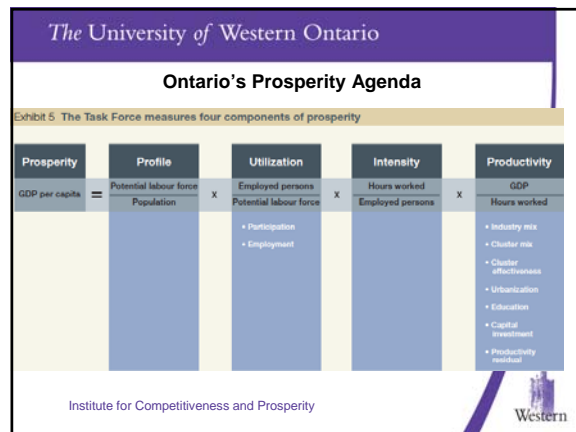 The University of Western Ontario
Ontario's Prosperity Agenda
Exhibit 5 The Task Force measures four components of prosperity
Prosperity
GDP per capita
=
Profile
Potential labour force
Population
x
Utilization
Employed persons
Potential labour force
• Participation
• Employment
x
Intensity
Hours worked
Employed persons
x
Productivity
GDP
Hours worked
• Industry mix
• Cluster mix
• Cluster
effectiveness
• Urbanization
• Education
• Capital
investment
• Productivity
residual
Institute for Competitiveness and Prosperity
Western